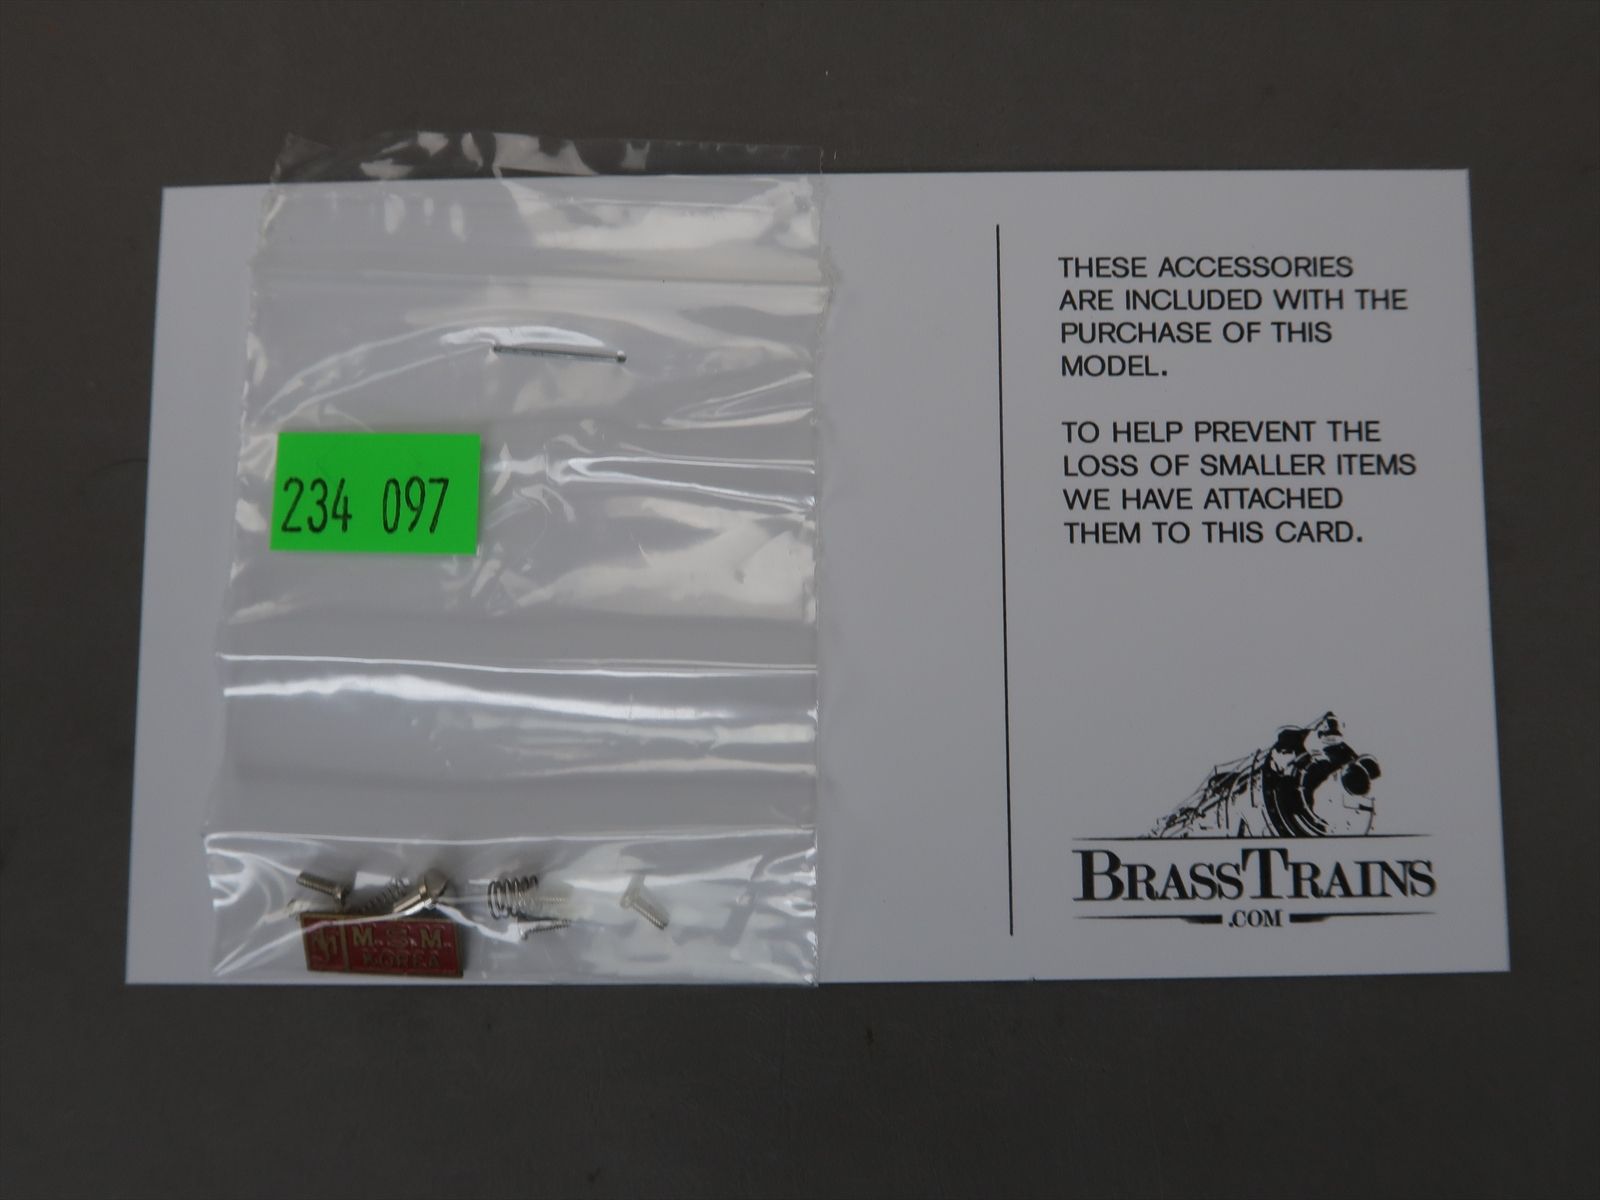 234 097
M.S.M.
KOREA
THESE ACCESSORIES
ARE INCLUDED WITH THE
PURCHASE OF THIS
MODEL.
TO HELP PREVENT THE
LOSS OF SMALLER ITEMS
WE HAVE ATTACHED
THEM TO THIS CARD.
BRASSTRAINS
.COM